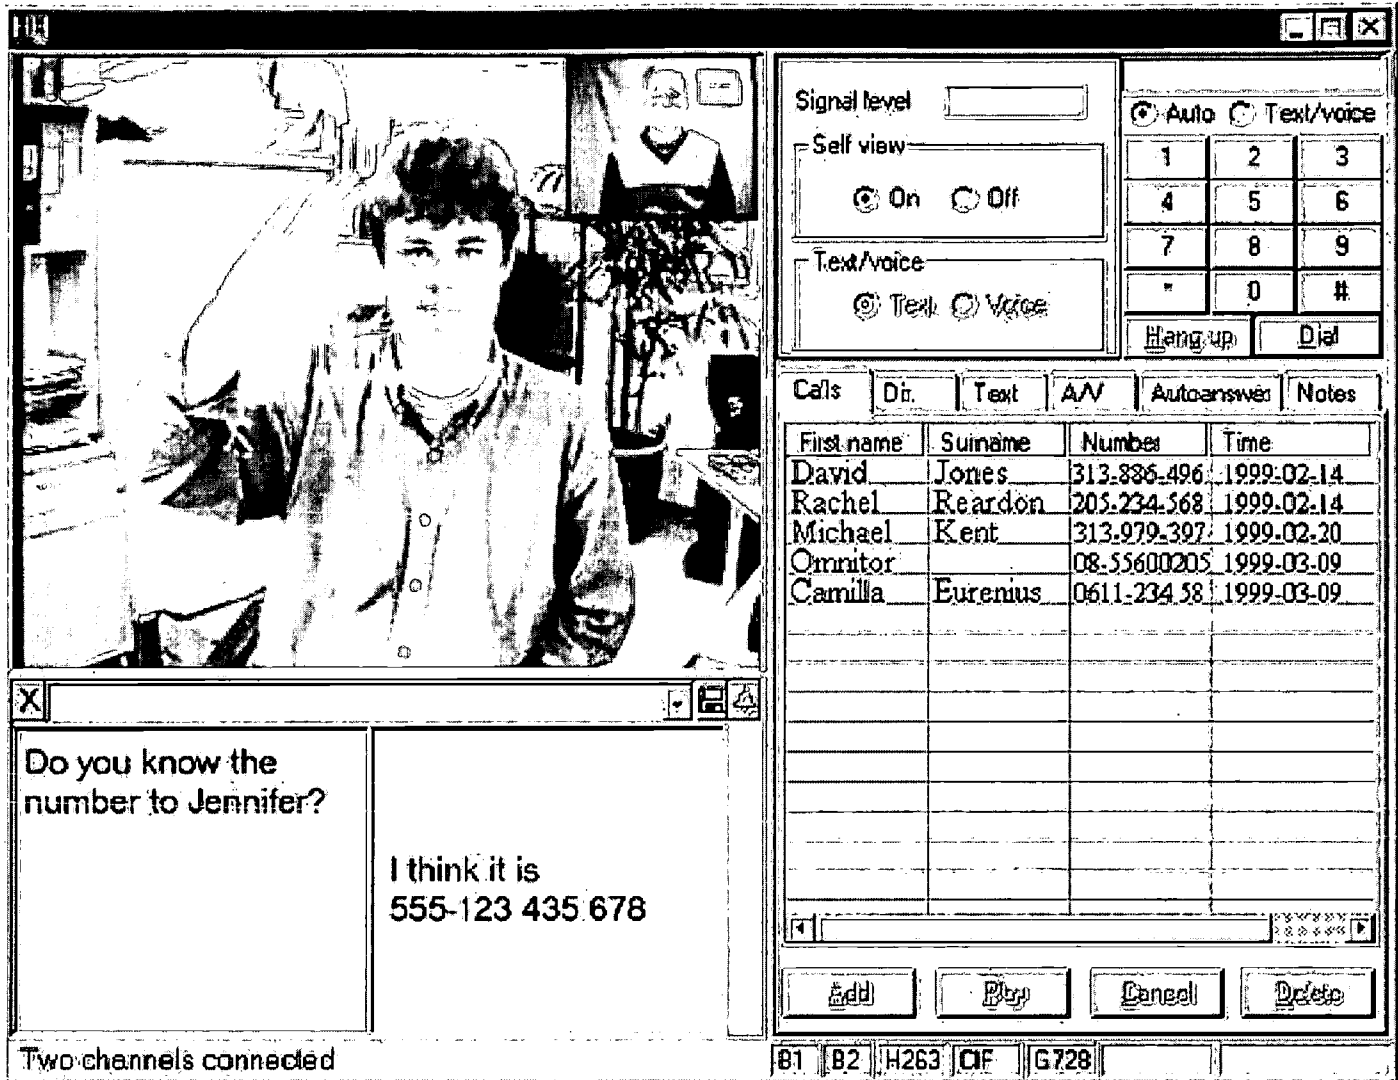 Signal level
Auto Text/voice
Self view
On Off
Text/voice
Text Voice
1 2 3
4 5 6
7 8 9
* 0 #
Hang up Dial
Calls Dir. Text A/V Autoanswer Notes
First name Surname Number Time
David Jones 313-886-496 1999-02-14
Rachel Reardon 205-234-568 1999-02-14
Michael Kent 313-979-397 1999-02-20
Omnitor 08-55600205 1999-03-09
Camilla Eurenius 0611-234 58 1999-03-09
Add Play Cancel Delete
X
Do you know the
number to Jennifer?
I think it is
555-123 435 678
Two channels connected
B1 B2 H263 CIF G728